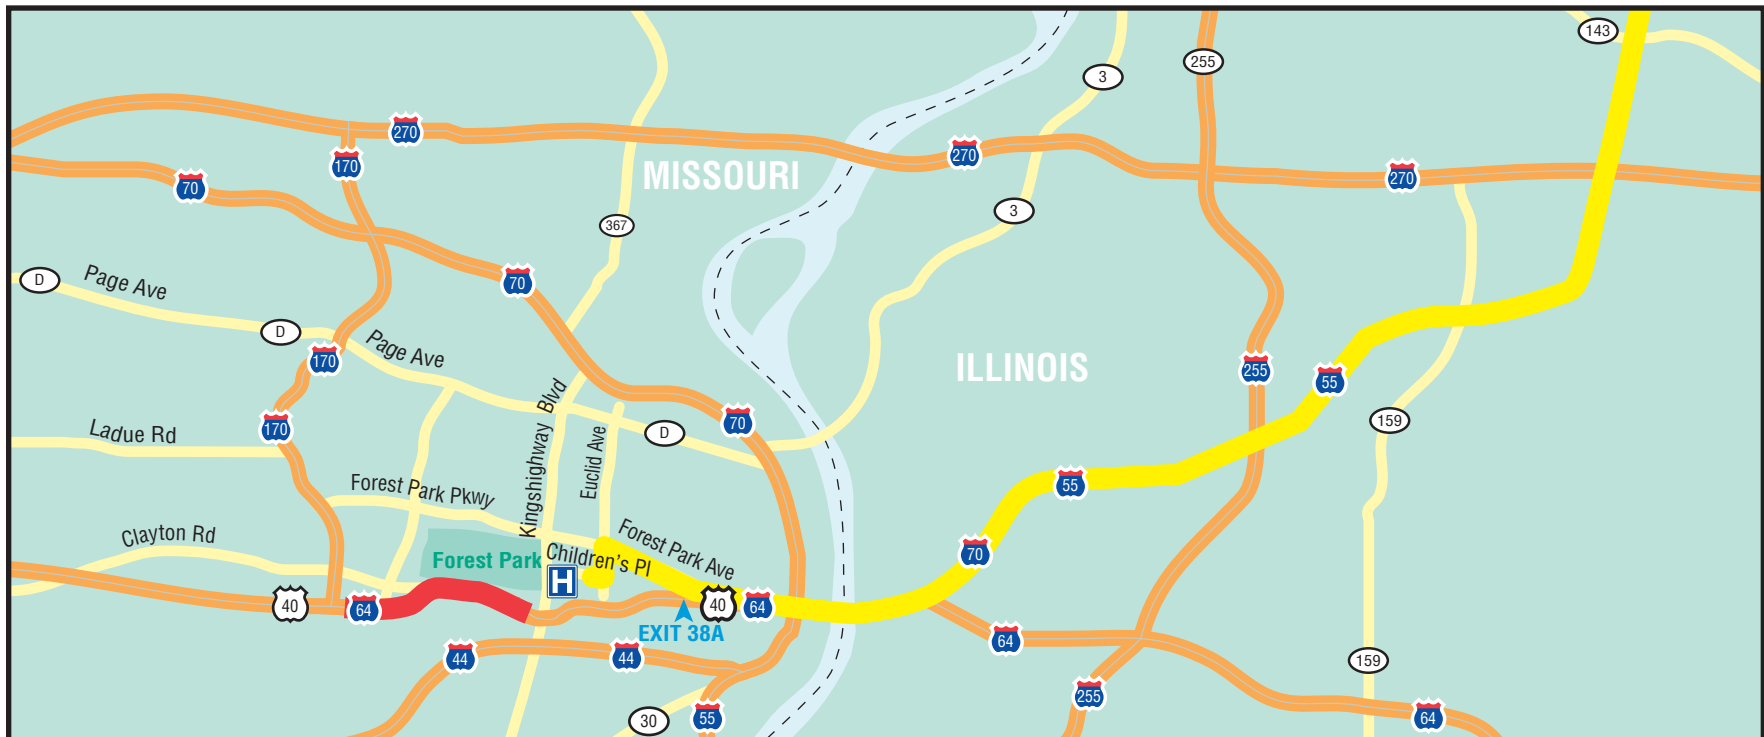 143
3
255
270
170
270
270
MISSOURI
70
3
367
D
Page Ave
70
D
Page Ave
170
ILLINOIS
255
55
Kingshighway Blvd
159
170
Ladue Rd
70
D
Euclid Ave
55
Forest Park Pkwy
Clayton Rd
Forest Park Ave
70
Forest Park
Children's Pl
H
40
64
40
64
EXIT 38A
64
44
44
159
255
30
55
64